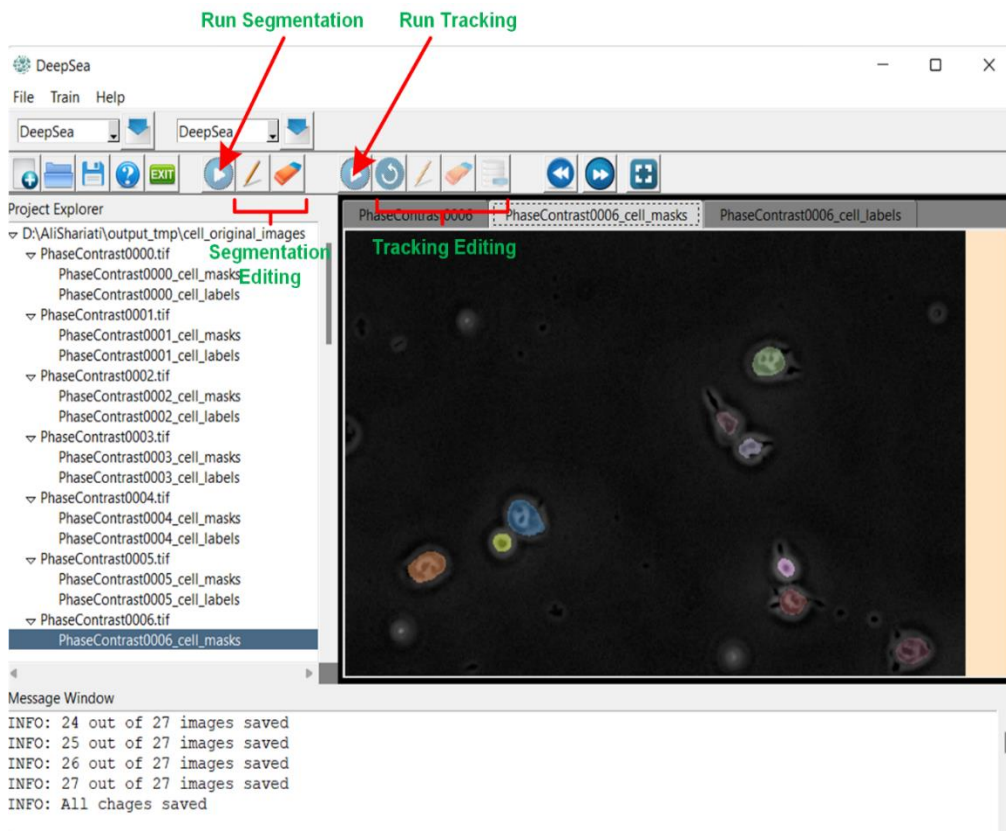 Run Segmentation Run Tracking
DeepSea
File Train Help
DeepSea DeepSea
EXIT
Project Explorer
PhaseContrast0006 PhaseContrast0006_cell_masks PhaseContrast0006_cell_labels
D:\AliShariati\output_tmp\cell_original_images
Segmentation Editing
Tracking Editing
PhaseContrast0000.tif
PhaseContrast0000_cell_masks
PhaseContrast0000_cell_labels
PhaseContrast0001.tif
PhaseContrast0001_cell_masks
PhaseContrast0001_cell_labels
PhaseContrast0002.tif
PhaseContrast0002_cell_masks
PhaseContrast0002_cell_labels
PhaseContrast0003.tif
PhaseContrast0003_cell_masks
PhaseContrast0003_cell_labels
PhaseContrast0004.tif
PhaseContrast0004_cell_masks
PhaseContrast0004_cell_labels
PhaseContrast0005.tif
PhaseContrast0005_cell_masks
PhaseContrast0005_cell_labels
PhaseContrast0006.tif
PhaseContrast0006_cell_masks
Message Window
INFO: 24 out of 27 images saved
INFO: 25 out of 27 images saved
INFO: 26 out of 27 images saved
INFO: 27 out of 27 images saved
INFO: All chages saved